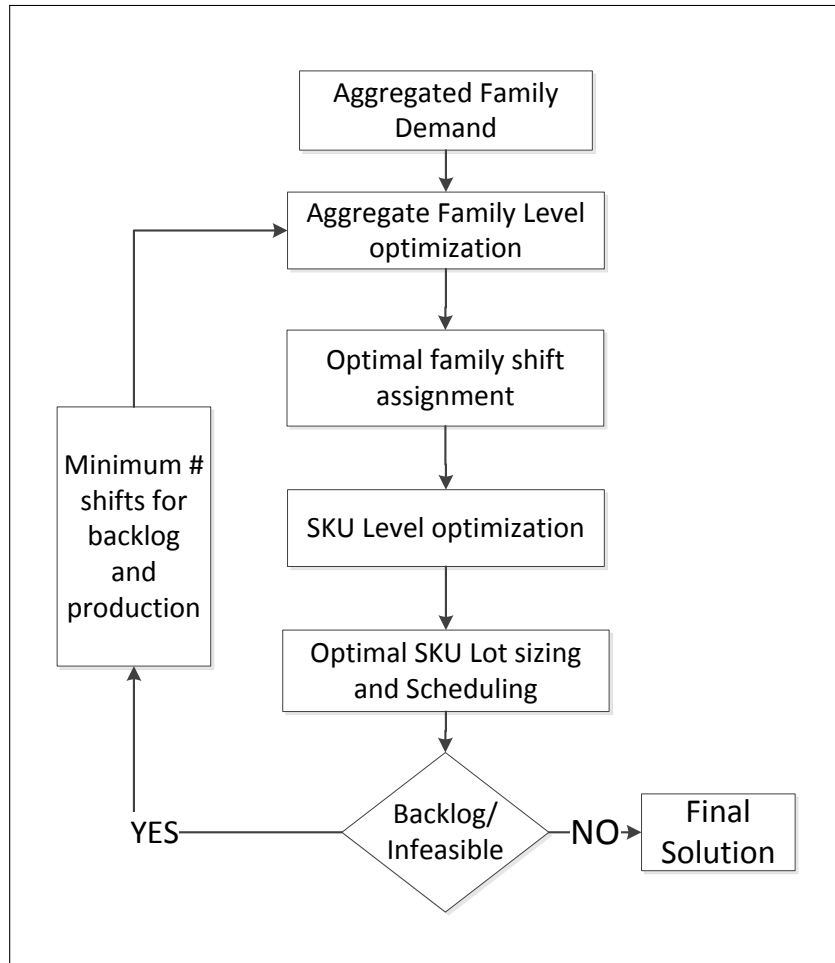 Aggregated Family
Demand
Aggregate Family Level
optimization
Optimal family shift
assignment
Minimum #
shifts for
backlog
and
production
SKU Level optimization
Optimal SKU Lot sizing
and Scheduling
Backlog/
Infeasible
YES
NO
Final
Solution